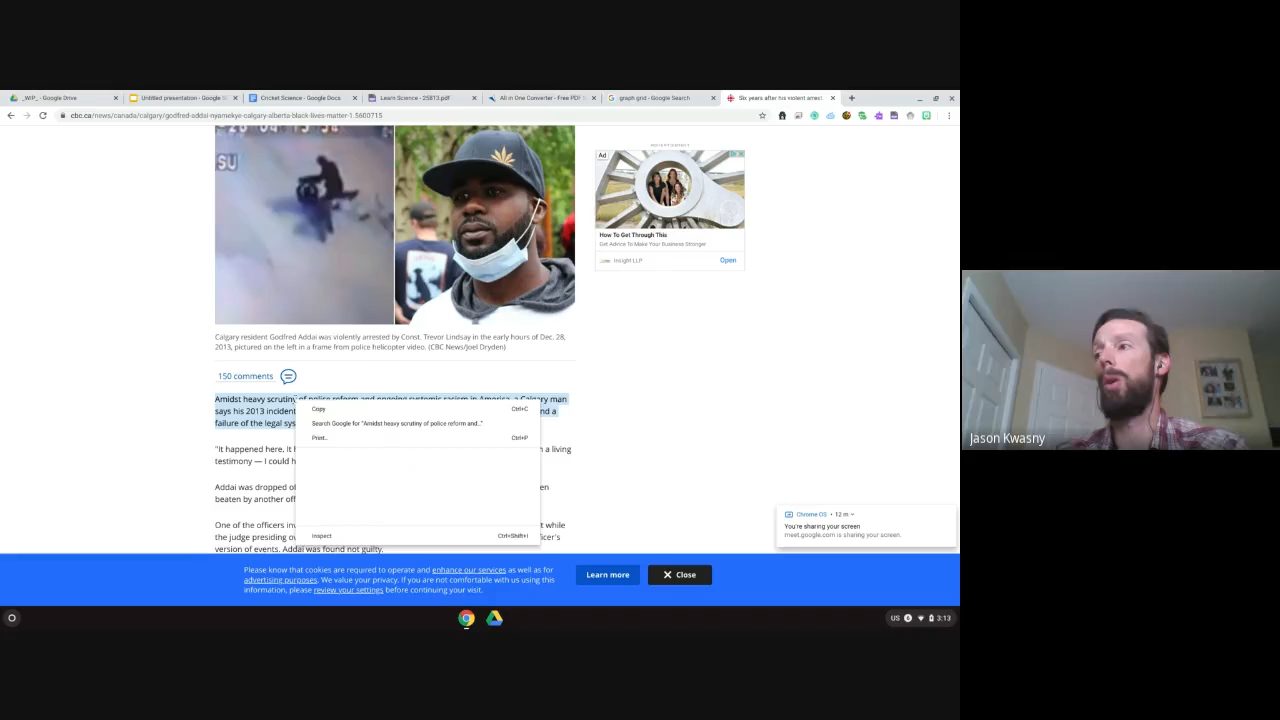 _WIP_ - Google Drive
Untitled presentation - Google S
Cricket Science - Google Docs
Learn Science - 25813.pdf
All in One Converter - Free PDF
graph grid - Google Search
Six years after his violent arrest
cbc.ca/news/canada/calgary/godfred-addai-nyamekye-calgary-alberta-black-lives-matter-1.5600715
SU
ADVERTISEMENT
Ad
How To Get Through This
Get Advice To Make Your Business Stronger
Insight LLP
Open
Calgary resident Godfred Addai was violently arrested by Const. Trevor Lindsay in the early hours of Dec. 28,
2013, pictured on the left in a frame from police helicopter video. (CBC News/Joel Dryden)
150 comments
Amidst heavy scrutiny of police reform and ongoing systemic racism in America, a Calgary man
says his 2013 incident nd a
failure of the legal sys
Copy Ctrl+C
Search Google for "Amidst heavy scrutiny of police reform and..."
Print... Ctrl+P
Inspect Ctrl+Shift+I
"It happened here. It h n a living
testimony — I could h
Addai was dropped of en
beaten by another off
One of the officers inv t while
the judge presiding ov ficer's
version of events. Addai was found not guilty.
Jason Kwasny
Chrome OS • 12 m
You're sharing your screen
meet.google.com is sharing your screen.
Please know that cookies are required to operate and enhance our services as well as for
advertising purposes. We value your privacy. If you are not comfortable with us using this
information, please review your settings before continuing your visit.
Learn more
Close
US 3:13